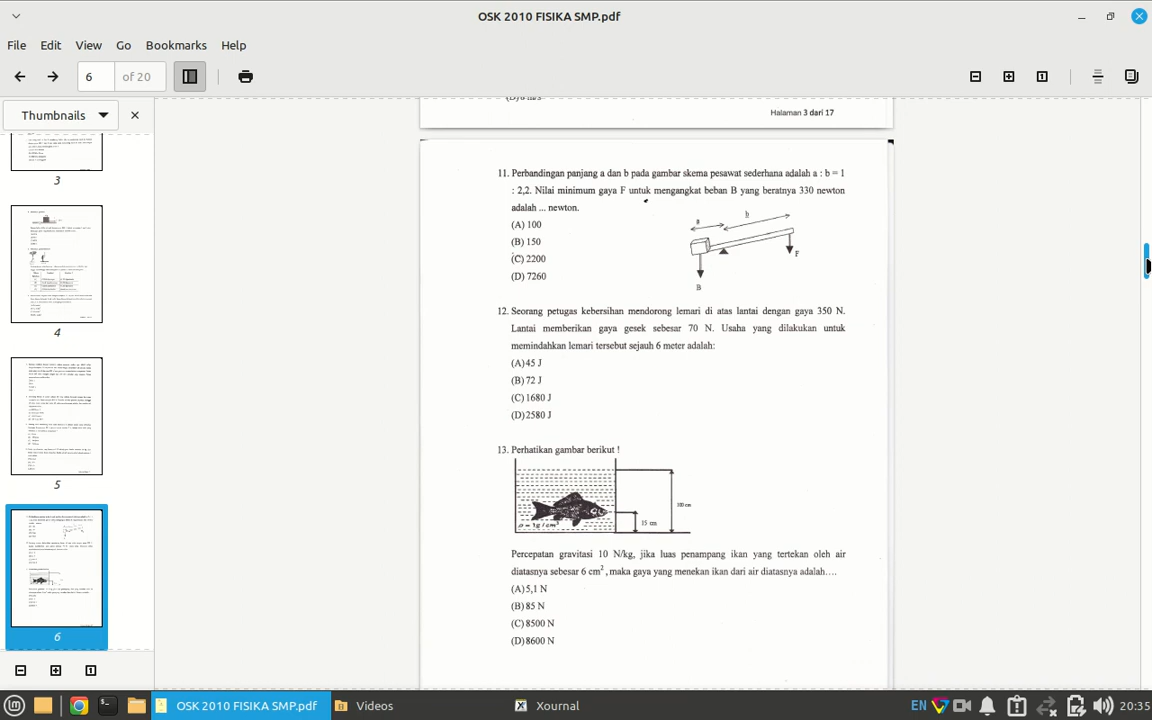 OSK 2010 FISIKA SMP.pdf
File Edit View Go Bookmarks Help
6 of 20
Thumbnails
3
4
5
6
Halaman 3 dari 17
11. Perbandingan panjang a dan b pada gambar skema pesawat sederhana adalah a : b = 1
: 2,2. Nilai minimum gaya F untuk mengangkat beban B yang beratnya 330 newton
adalah ... newton.
(A) 100
(B) 150
(C) 2200
(D) 7260
a
b
F
B
12. Seorang petugas kebersihan mendorong lemari di atas lantai dengan gaya 350 N.
Lantai memberikan gaya gesek sebesar 70 N. Usaha yang dilakukan untuk
memindahkan lemari tersebut sejauh 6 meter adalah:
(A) 45 J
(B) 72 J
(C) 1680 J
(D) 2580 J
13. Perhatikan gambar berikut !
100 cm
15 cm
ρ = 1g / cm³
Percepatan gravitasi 10 N/kg, jika luas penampang ikan yang tertekan oleh air
diatasnya sebesar 6 cm², maka gaya yang menekan ikan dari air diatasnya adalah....
(A) 5,1 N
(B) 85 N
(C) 8500 N
(D) 8600 N
OSK 2010 FISIKA SMP.pdf
Videos
Xournal
EN
20:35